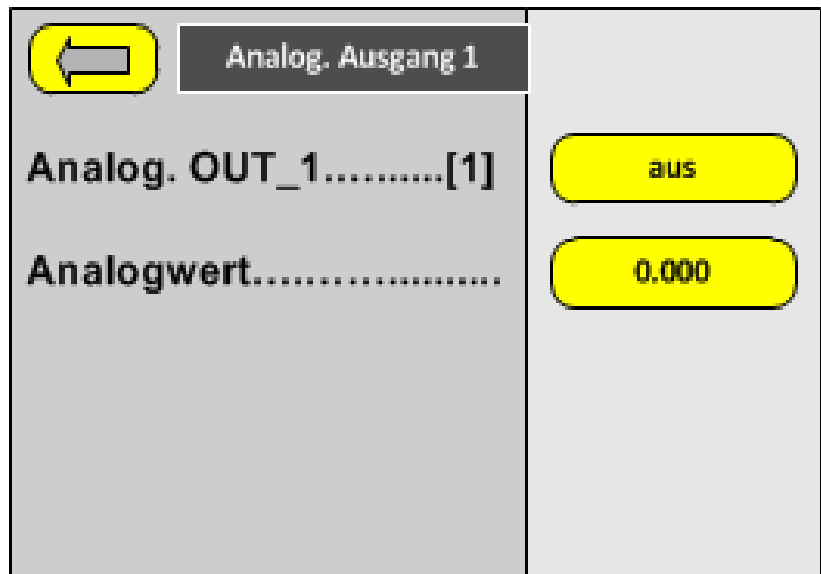 Analog. Ausgang 1
Analog. OUT_1..........[1] aus
Analogwert.................... 0.000